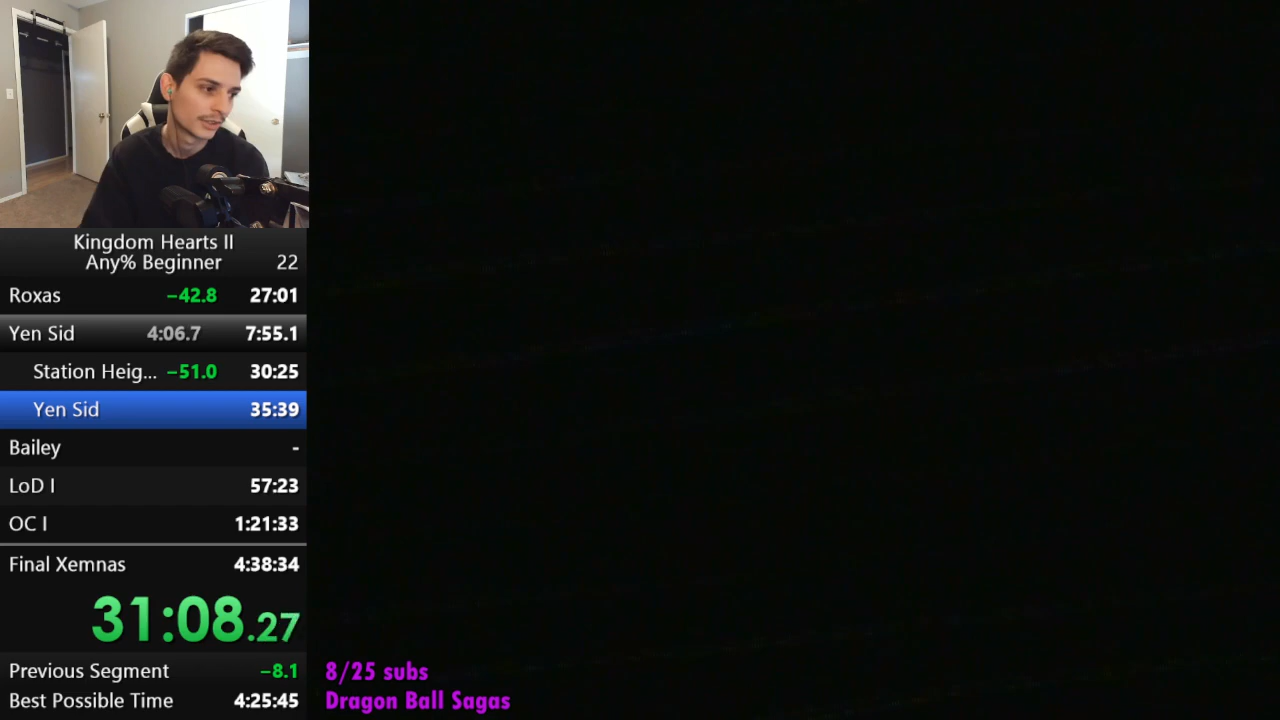 Kingdom Hearts II
Any% Beginner 22
Roxas −42.8 27:01
Yen Sid 4:06.7 7:55.1
Station Heig... −51.0 30:25
Yen Sid 35:39
Bailey -
LoD I 57:23
OC I 1:21:33
Final Xemnas 4:38:34
31:08.27
Previous Segment −8.1
Best Possible Time 4:25:45
8/25 subs
Dragon Ball Sagas